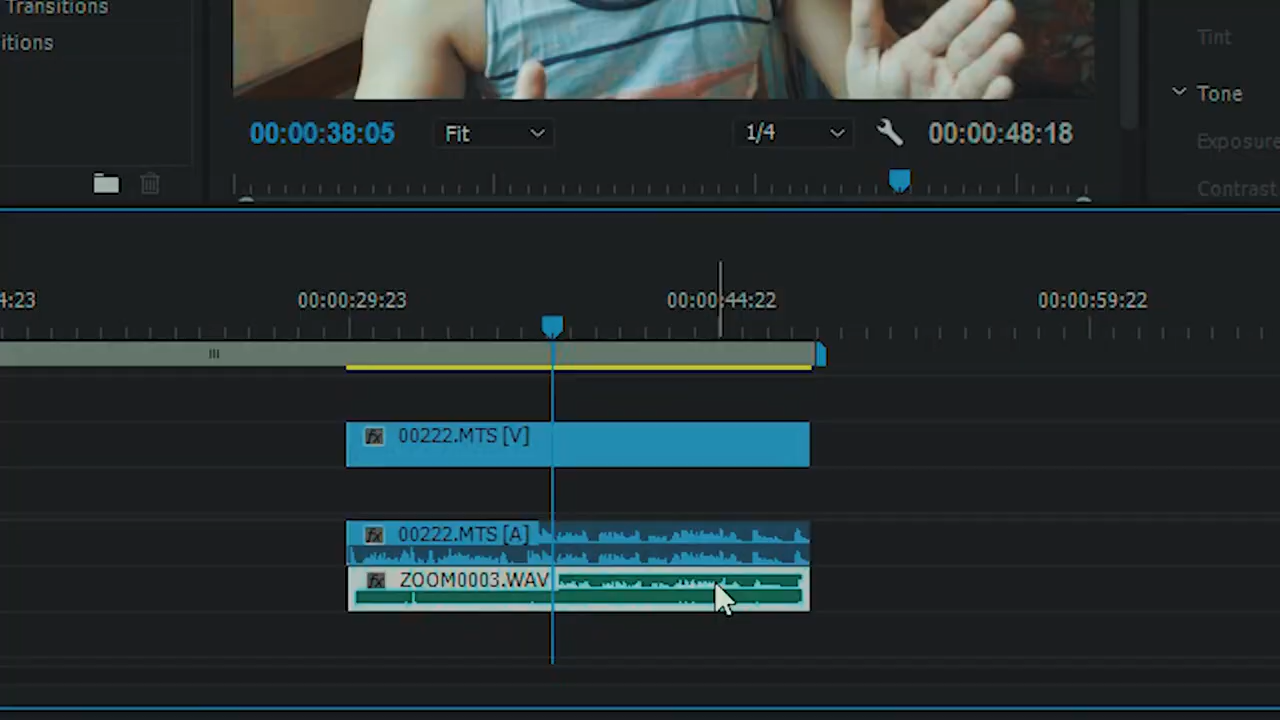 Transitions
itions
Tint
Tone
00:00:38:05
Fit
1/4
00:00:48:18
Exposure
Contrast
4:23
00:00:29:23
00:00:44:22
00:00:59:22
00222.MTS [V]
00222.MTS [A]
ZOOM0003.WAV